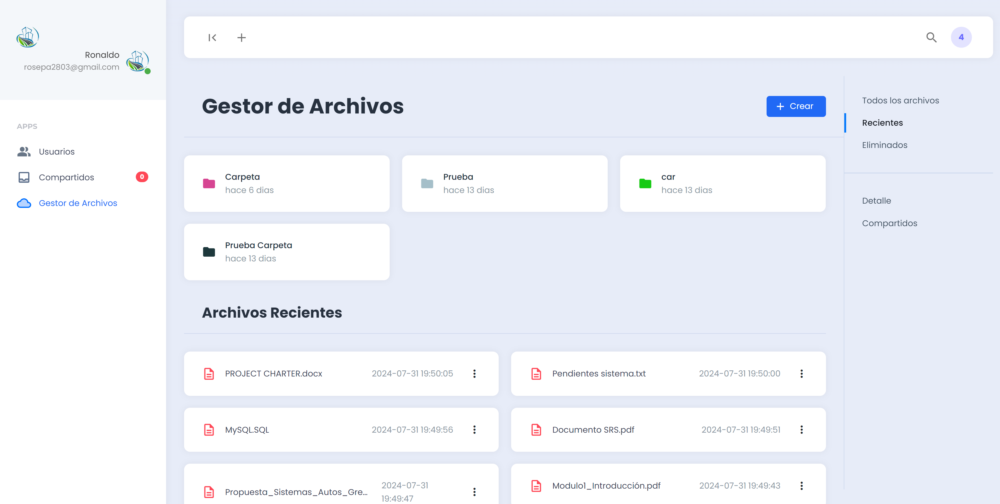 Ronaldo
rosepa2803@gmail.com
APPS
Usuarios
Compartidos 0
Gestor de Archivos
4
Gestor de Archivos
+ Crear
Carpeta
hace 6 dias
Prueba
hace 13 dias
car
hace 13 dias
Prueba Carpeta
hace 13 dias
Archivos Recientes
PROJECT CHARTER.docx 2024-07-31 19:50:05
Pendientes sistema.txt 2024-07-31 19:50:00
MySQL.SQL 2024-07-31 19:49:56
Documento SRS.pdf 2024-07-31 19:49:51
Propuesta_Sistemas_Autos_Gre... 2024-07-31
19:49:47
Modulo1_Introducción.pdf 2024-07-31 19:49:43
Todos los archivos
Recientes
Eliminados
Detalle
Compartidos